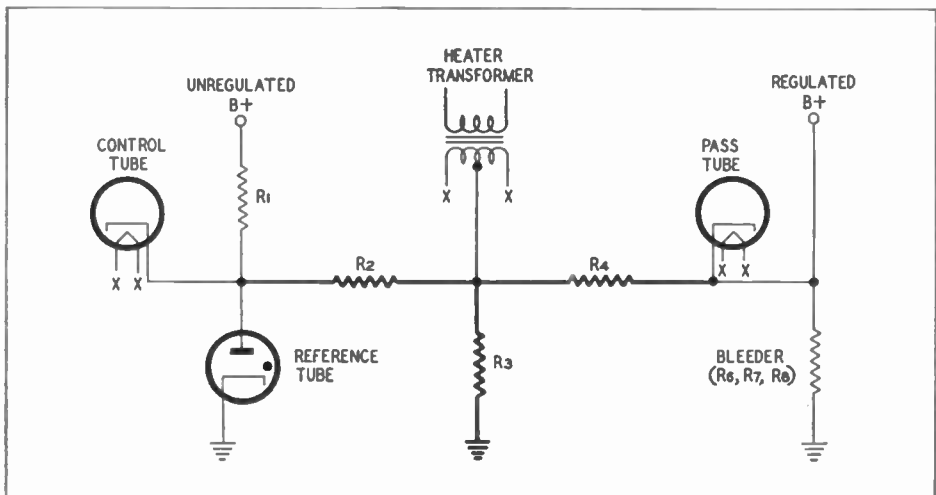 HEATER
TRANSFORMER
UNREGULATED
B+
REGULATED
B+
CONTROL
TUBE
PASS
TUBE
R1
X X
X X
X X
R2
R4
REFERENCE
TUBE
R3
BLEEDER
(R6, R7, R8)